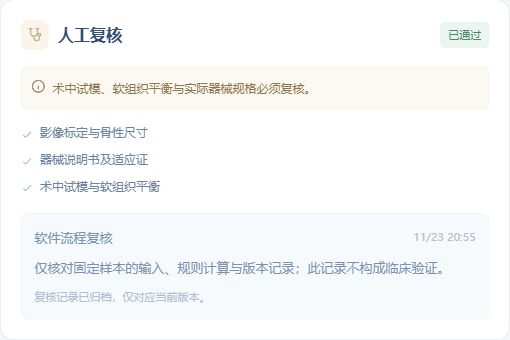 人工复核
已通过
术中试模、软组织平衡与实际器械规格必须复核。
影像标定与骨性尺寸
器械说明书及适应证
术中试模与软组织平衡
软件流程复核
11/23 20:55
仅核对固定样本的输入、规则计算与版本记录；此记录不构成临床验证。
复核记录已归档，仅对应当前版本。